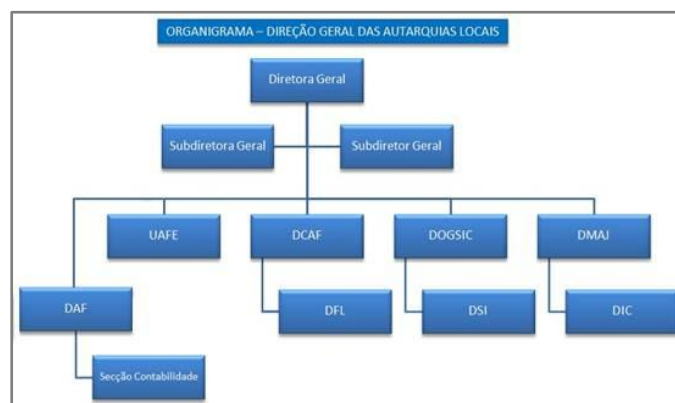 ORGANIGRAMA – DIREÇÃO GERAL DAS AUTARQUIAS LOCAIS
Diretora Geral
Subdiretora Geral
Subdiretor Geral
UAFE
DCAF
DOGSIC
DMAJ
DAF
DFL
DSI
DIC
Secção Contabilidade